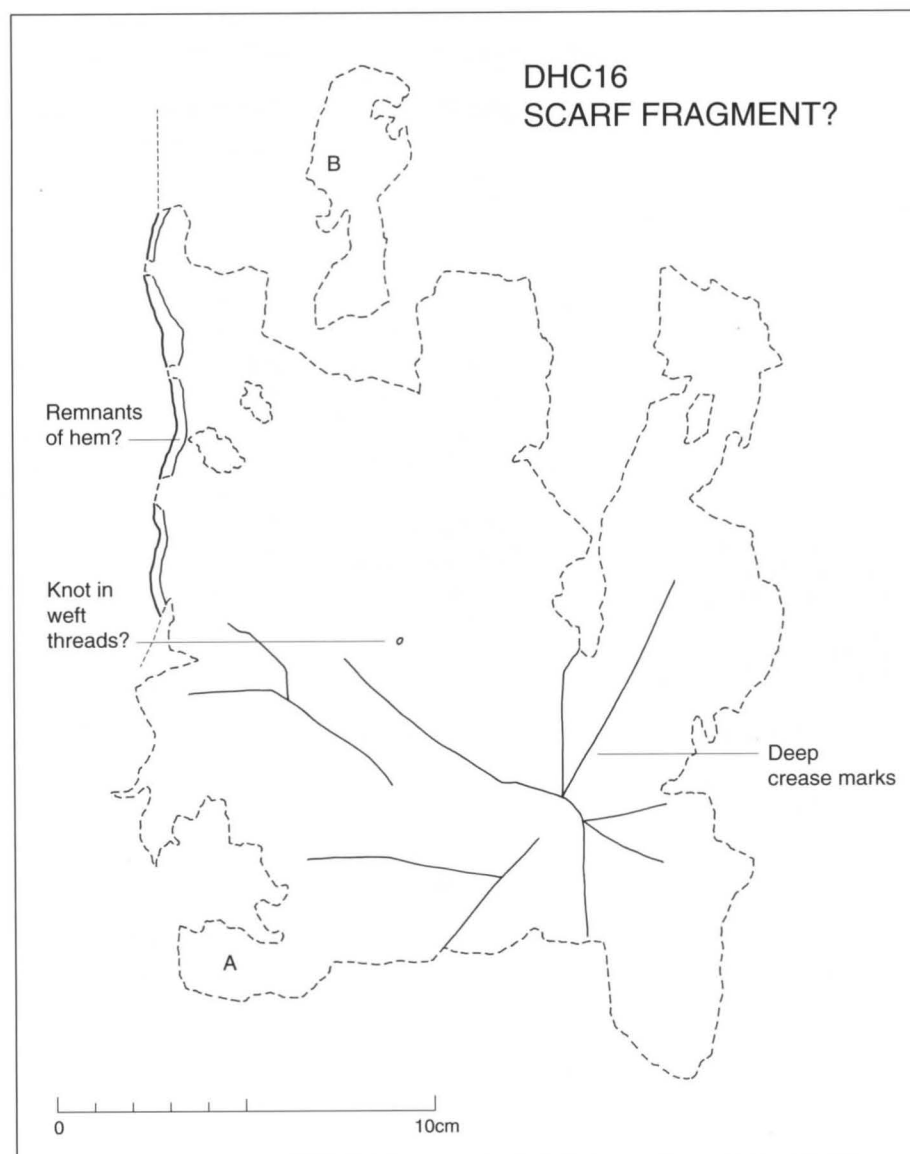 DHC16
SCARF FRAGMENT?
B
Remnants
of hem?
Knot in
weft
threads?
Deep
crease marks
A
0
10cm